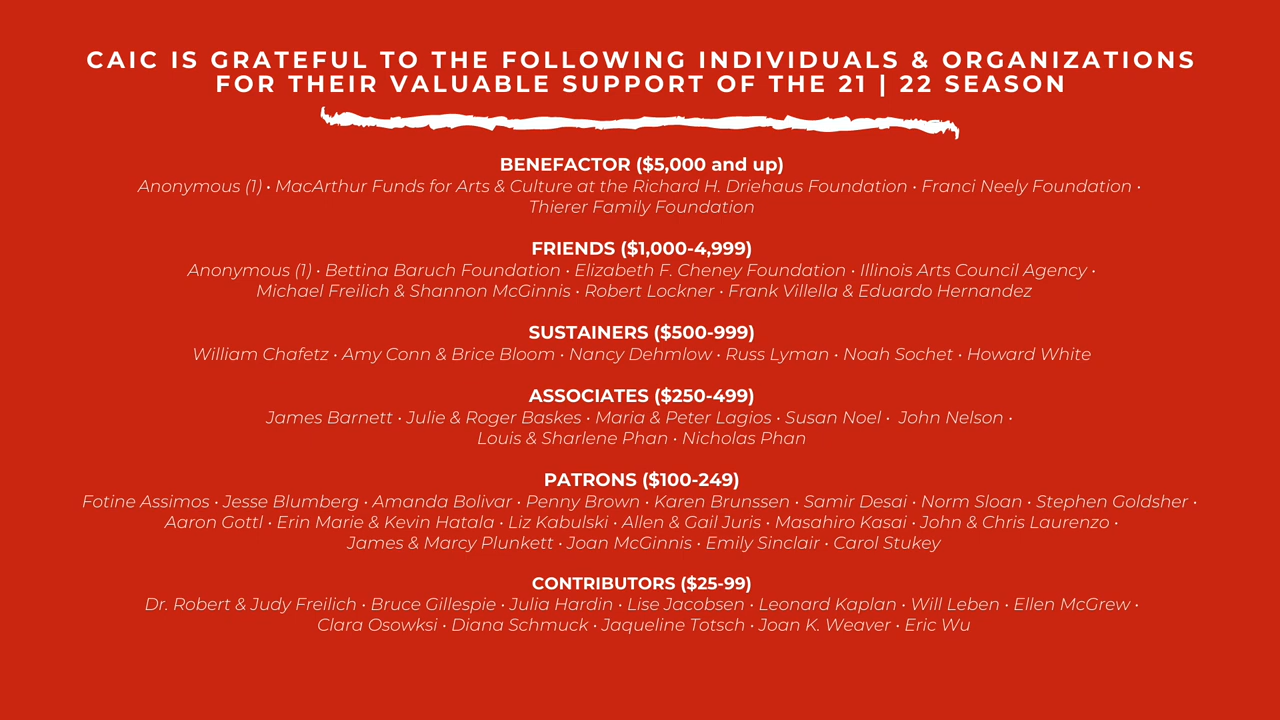 CAIC IS GRATEFUL TO THE FOLLOWING INDIVIDUALS & ORGANIZATIONS
FOR THEIR VALUABLE SUPPORT OF THE 21 | 22 SEASON
BENEFACTOR ($5,000 and up)
Anonymous (1) • MacArthur Funds for Arts & Culture at the Richard H. Driehaus Foundation • Franci Neely Foundation •
Thierer Family Foundation
FRIENDS ($1,000-4,999)
Anonymous (1) • Bettina Baruch Foundation • Elizabeth F. Cheney Foundation • Illinois Arts Council Agency •
Michael Freilich & Shannon McGinnis • Robert Lockner • Frank Villella & Eduardo Hernandez
SUSTAINERS ($500-999)
William Chafetz • Amy Conn & Brice Bloom • Nancy Dehmlow • Russ Lyman • Noah Sochet • Howard White
ASSOCIATES ($250-499)
James Barnett • Julie & Roger Baskes • Maria & Peter Lagios • Susan Noel • John Nelson •
Louis & Sharlene Phan • Nicholas Phan
PATRONS ($100-249)
Fotine Assimos • Jesse Blumberg • Amanda Bolivar • Penny Brown • Karen Brunssen • Samir Desai • Norm Sloan • Stephen Goldsher •
Aaron Gottl • Erin Marie & Kevin Hatala • Liz Kabulski • Allen & Gail Juris • Masahiro Kasai • John & Chris Laurenzo •
James & Marcy Plunkett • Joan McGinnis • Emily Sinclair • Carol Stukey
CONTRIBUTORS ($25-99)
Dr. Robert & Judy Freilich • Bruce Gillespie • Julia Hardin • Lise Jacobsen • Leonard Kaplan • Will Leben • Ellen McGrew •
Clara Osowksi • Diana Schmuck • Jaqueline Totsch • Joan K. Weaver • Eric Wu